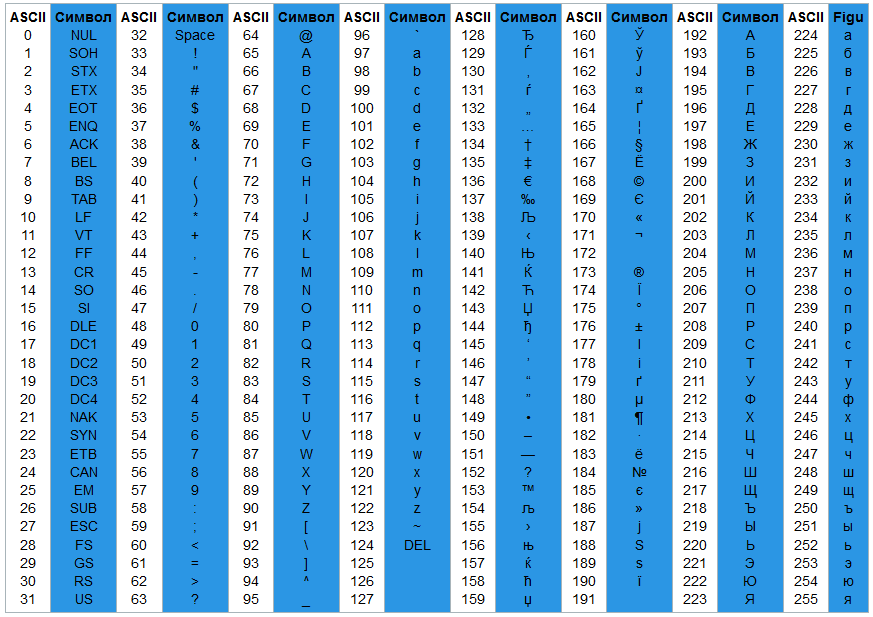 ASCII Символ ASCII Символ ASCII Символ ASCII Символ ASCII Символ ASCII Символ ASCII Символ ASCII Figu
0 NUL 32 Space 64 @ 96 ` 128 Ђ 160 Ў 192 А 224 а
1 SOH 33 ! 65 A 97 a 129 Ѓ 161 ў 193 Б 225 б
2 STX 34 " 66 B 98 b 130 ‚ 162 Ј 194 В 226 в
3 ETX 35 # 67 C 99 c 131 ѓ 163 ¤ 195 Г 227 г
4 EOT 36 $ 68 D 100 d 132 „ 164 Ґ 196 Д 228 д
5 ENQ 37 % 69 E 101 e 133 … 165 ¦ 197 Е 229 е
6 ACK 38 & 70 F 102 f 134 † 166 § 198 Ж 230 ж
7 BEL 39 ' 71 G 103 g 135 ‡ 167 Ё 199 З 231 з
8 BS 40 ( 72 H 104 h 136 € 168 © 200 И 232 и
9 TAB 41 ) 73 I 105 i 137 ‰ 169 Є 201 Й 233 й
10 LF 42 * 74 J 106 j 138 Љ 170 « 202 К 234 к
11 VT 43 + 75 K 107 k 139 ‹ 171 ¬ 203 Л 235 л
12 FF 44 , 76 L 108 l 140 Њ 172 204 М 236 м
13 CR 45 - 77 M 109 m 141 Ќ 173 ® 205 Н 237 н
14 SO 46 . 78 N 110 n 142 Ћ 174 Ї 206 О 238 о
15 SI 47 / 79 O 111 o 143 Џ 175 ° 207 П 239 п
16 DLE 48 0 80 P 112 p 144 ђ 176 ± 208 Р 240 р
17 DC1 49 1 81 Q 113 q 145 ‘ 177 І 209 С 241 с
18 DC2 50 2 82 R 114 r 146 ’ 178 і 210 Т 242 т
19 DC3 51 3 83 S 115 s 147 “ 179 ґ 211 У 243 у
20 DC4 52 4 84 T 116 t 148 ” 180 µ 212 Ф 244 ф
21 NAK 53 5 85 U 117 u 149 • 181 ¶ 213 Х 245 х
22 SYN 54 6 86 V 118 v 150 – 182 · 214 Ц 246 ц
23 ETB 55 7 87 W 119 w 151 — 183 ё 215 Ч 247 ч
24 CAN 56 8 88 X 120 x 152 ? 184 № 216 Ш 248 ш
25 EM 57 9 89 Y 121 y 153 ™ 185 є 217 Щ 249 щ
26 SUB 58 : 90 Z 122 z 154 љ 186 » 218 Ъ 250 ъ
27 ESC 59 ; 91 [ 123 ~ 155 › 187 ј 219 Ы 251 ы
28 FS 60 < 92 \ 124 DEL 156 њ 188 Ѕ 220 Ь 252 ь
29 GS 61 = 93 ] 125 157 ќ 189 ѕ 221 Э 253 э
30 RS 62 > 94 ^ 126 158 ћ 190 ї 222 Ю 254 ю
31 US 63 ? 95 _ 127 159 џ 191 223 Я 255 я